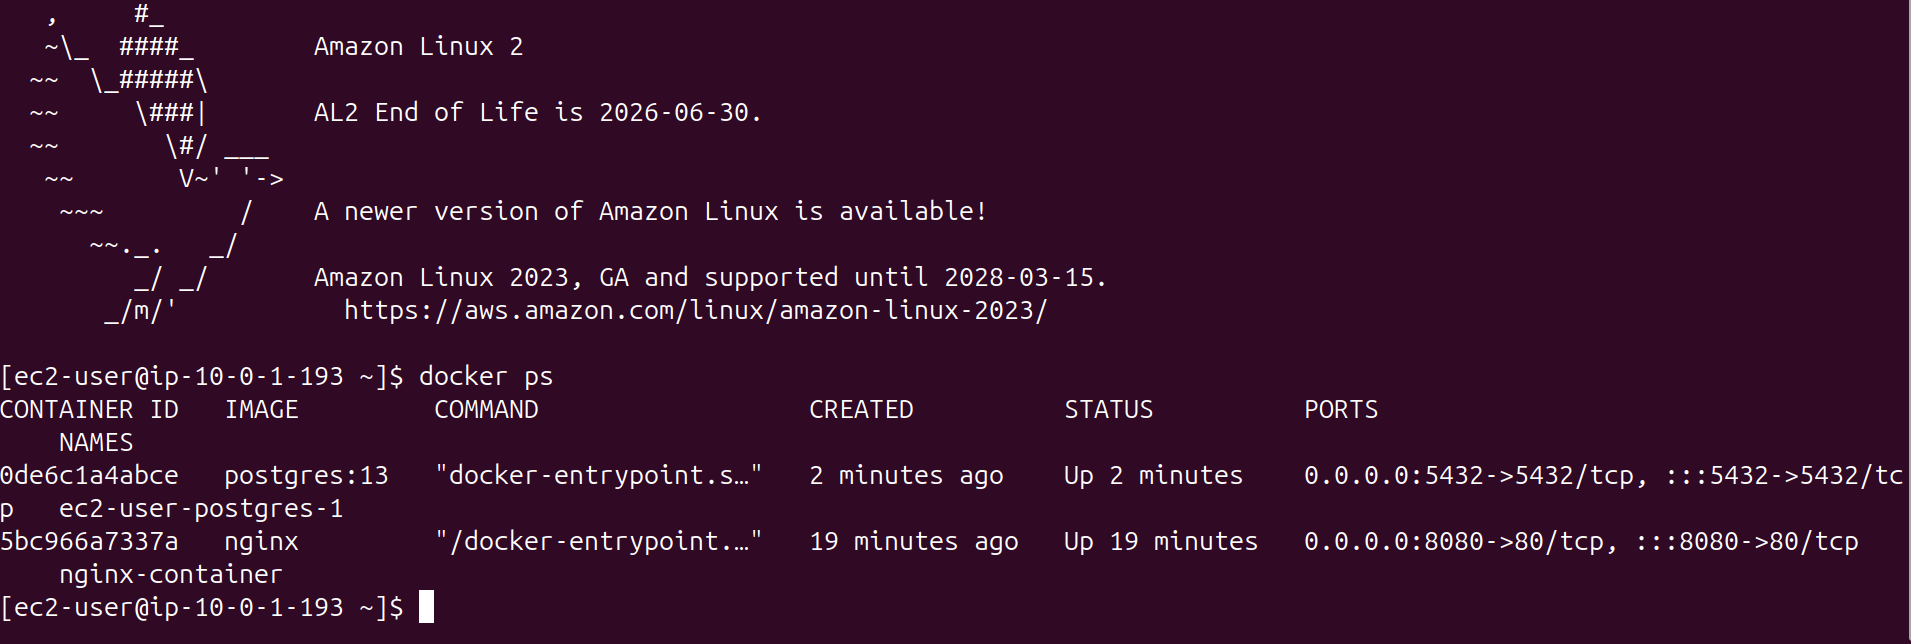 ,     #_
   ~\_  ####_        Amazon Linux 2
  ~~  \_#####\
  ~~     \###|       AL2 End of Life is 2026-06-30.
  ~~       \#/ ___
   ~~       V~' '->
    ~~~         /    A newer version of Amazon Linux is available!
      ~~._.   _/
         _/ _/       Amazon Linux 2023, GA and supported until 2028-03-15.
       _/m/'           https://aws.amazon.com/linux/amazon-linux-2023/

[ec2-user@ip-10-0-1-193 ~]$ docker ps
CONTAINER ID   IMAGE         COMMAND                  CREATED          STATUS          PORTS
    NAMES
0de6c1a4abce   postgres:13   "docker-entrypoint.s…"   2 minutes ago    Up 2 minutes    0.0.0.0:5432->5432/tcp, :::5432->5432/tc
p   ec2-user-postgres-1
5bc966a7337a   nginx         "/docker-entrypoint.…"   19 minutes ago   Up 19 minutes   0.0.0.0:8080->80/tcp, :::8080->80/tcp
    nginx-container
[ec2-user@ip-10-0-1-193 ~]$